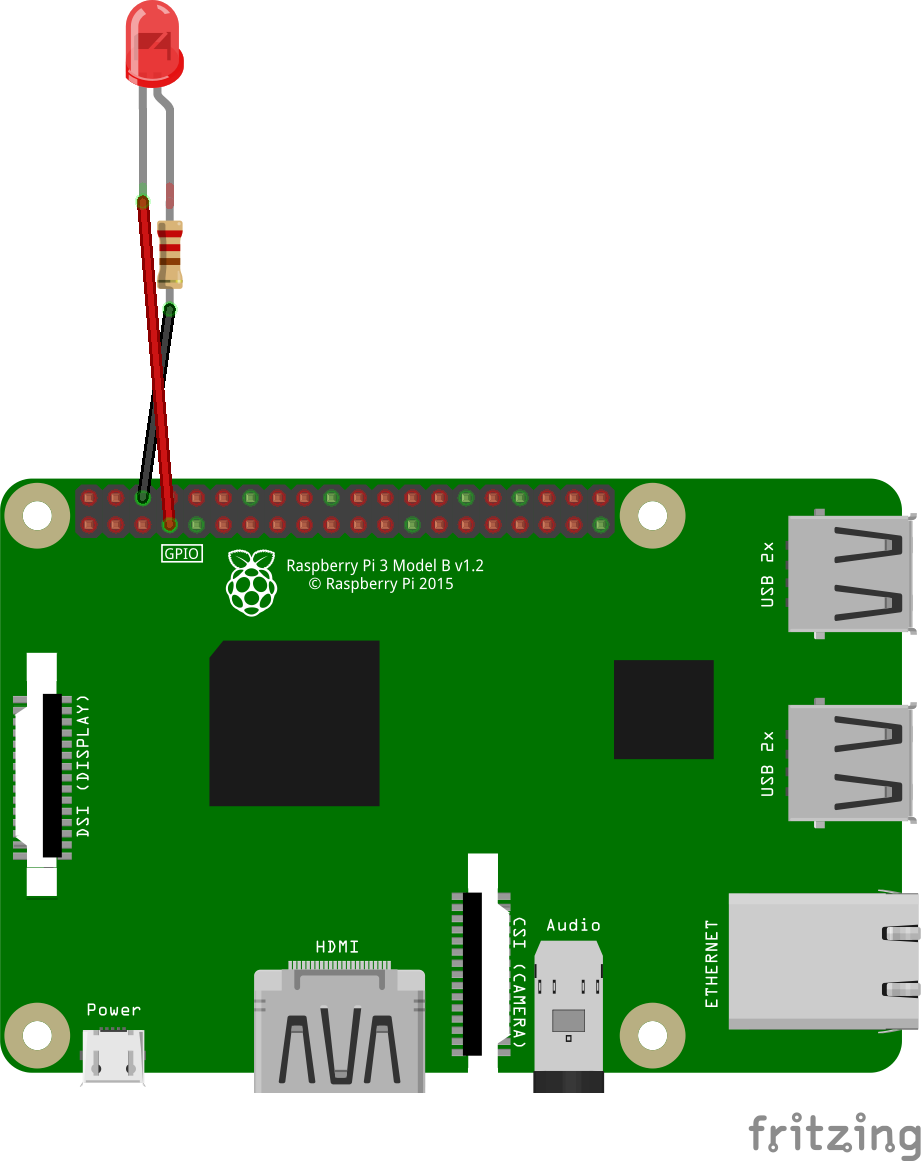 GPIO
Raspberry Pi 3 Model B v1.2
© Raspberry Pi 2015
USB 2x
DSI (DISPLAY)
USB 2x
Audio
CSI (CAMERA)
ETHERNET
HDMI
Power
fritzing